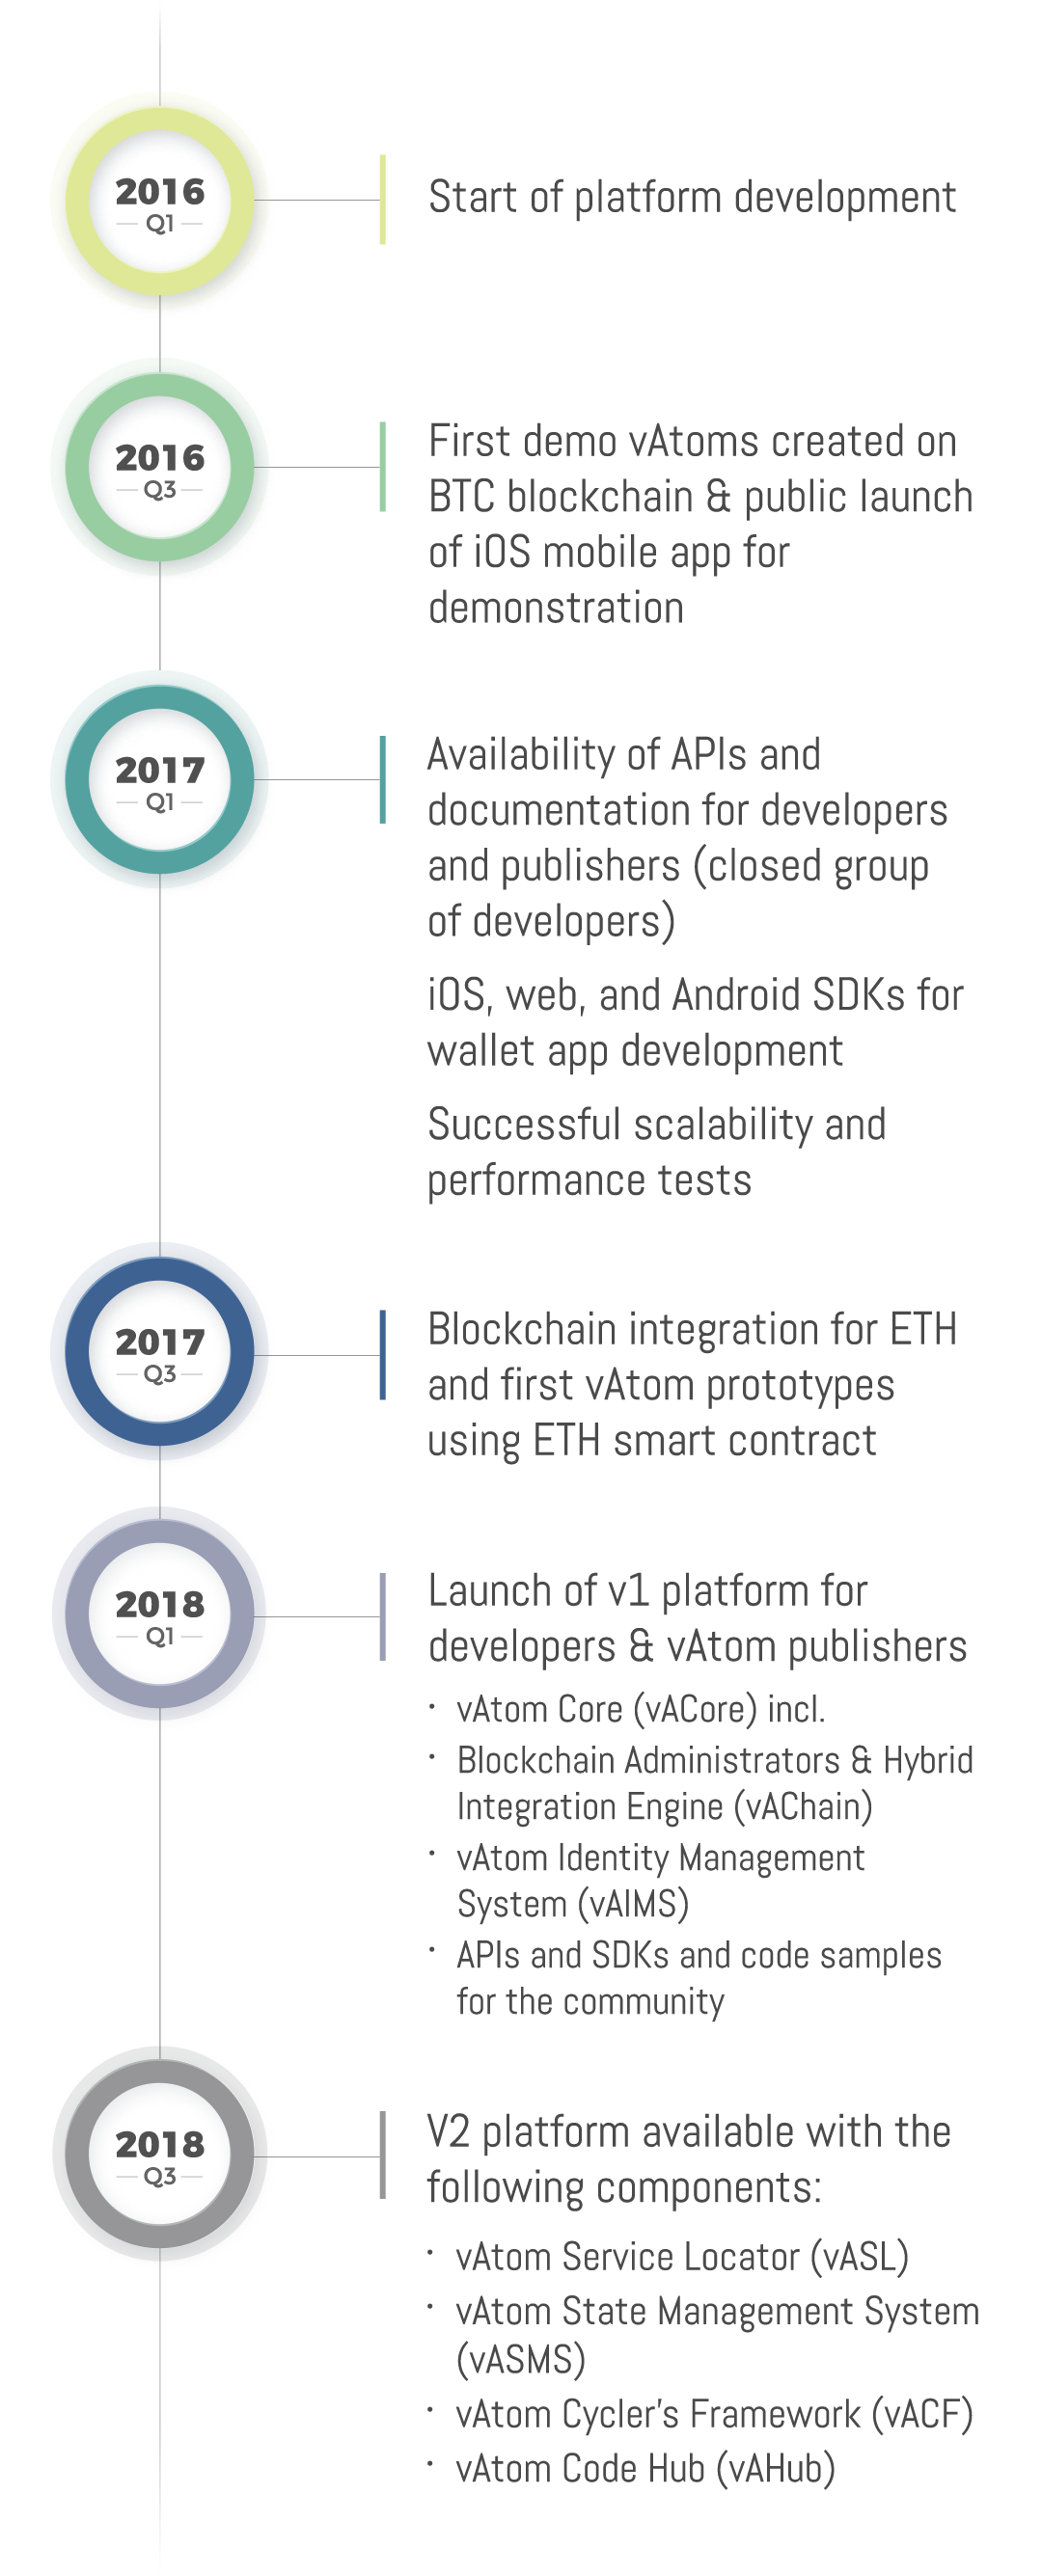 2016
Q1
Start of platform development
2016
Q3
First demo vAtoms created on
BTC blockchain & public launch
of iOS mobile app for
demonstration
2017
Q1
Availability of APIs and
documentation for developers
and publishers (closed group
of developers)
iOS, web, and Android SDKs for
wallet app development
Successful scalability and
performance tests
2017
Q3
Blockchain integration for ETH
and first vAtom prototypes
using ETH smart contract
2018
Q1
Launch of v1 platform for
developers & vAtom publishers
· vAtom Core (vACore) incl.
· Blockchain Administrators & Hybrid
Integration Engine (vAChain)
· vAtom Identity Management
System (vAIMS)
· APIs and SDKs and code samples
for the community
2018
Q3
V2 platform available with the
following components:
· vAtom Service Locator (vASL)
· vAtom State Management System
(vASMS)
· vAtom Cycler's Framework (vACF)
· vAtom Code Hub (vAHub)